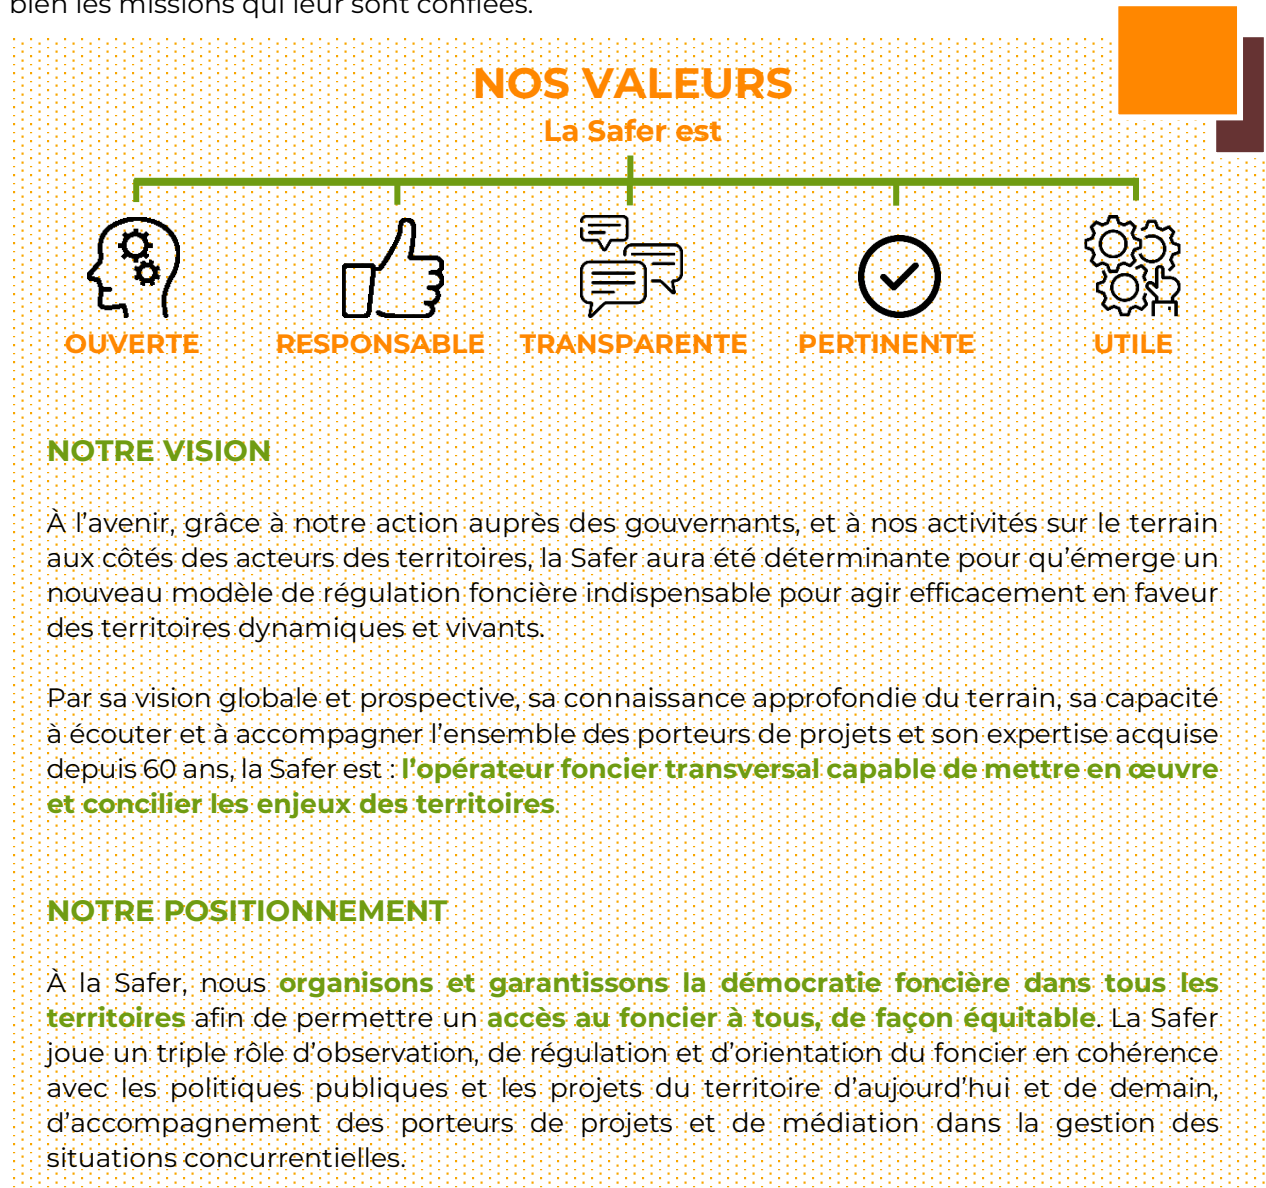 bien les missions qui leur sont confiées.
NOS VALEURS
La Safer est
OUVERTE RESPONSABLE TRANSPARENTE PERTINENTE UTILE
NOTRE VISION
À l’avenir, grâce à notre action auprès des gouvernants, et à nos activités sur le terrain
aux côtés des acteurs des territoires, la Safer aura été déterminante pour qu’émerge un
nouveau modèle de régulation foncière indispensable pour agir efficacement en faveur
des territoires dynamiques et vivants.
Par sa vision globale et prospective, sa connaissance approfondie du terrain, sa capacité
à écouter et à accompagner l’ensemble des porteurs de projets et son expertise acquise
depuis 60 ans, la Safer est : l’opérateur foncier transversal capable de mettre en œuvre
et concilier les enjeux des territoires.
NOTRE POSITIONNEMENT
À la Safer, nous organisons et garantissons la démocratie foncière dans tous les
territoires afin de permettre un accès au foncier à tous, de façon équitable. La Safer
joue un triple rôle d’observation, de régulation et d’orientation du foncier en cohérence
avec les politiques publiques et les projets du territoire d’aujourd’hui et de demain,
d’accompagnement des porteurs de projets et de médiation dans la gestion des
situations concurrentielles.